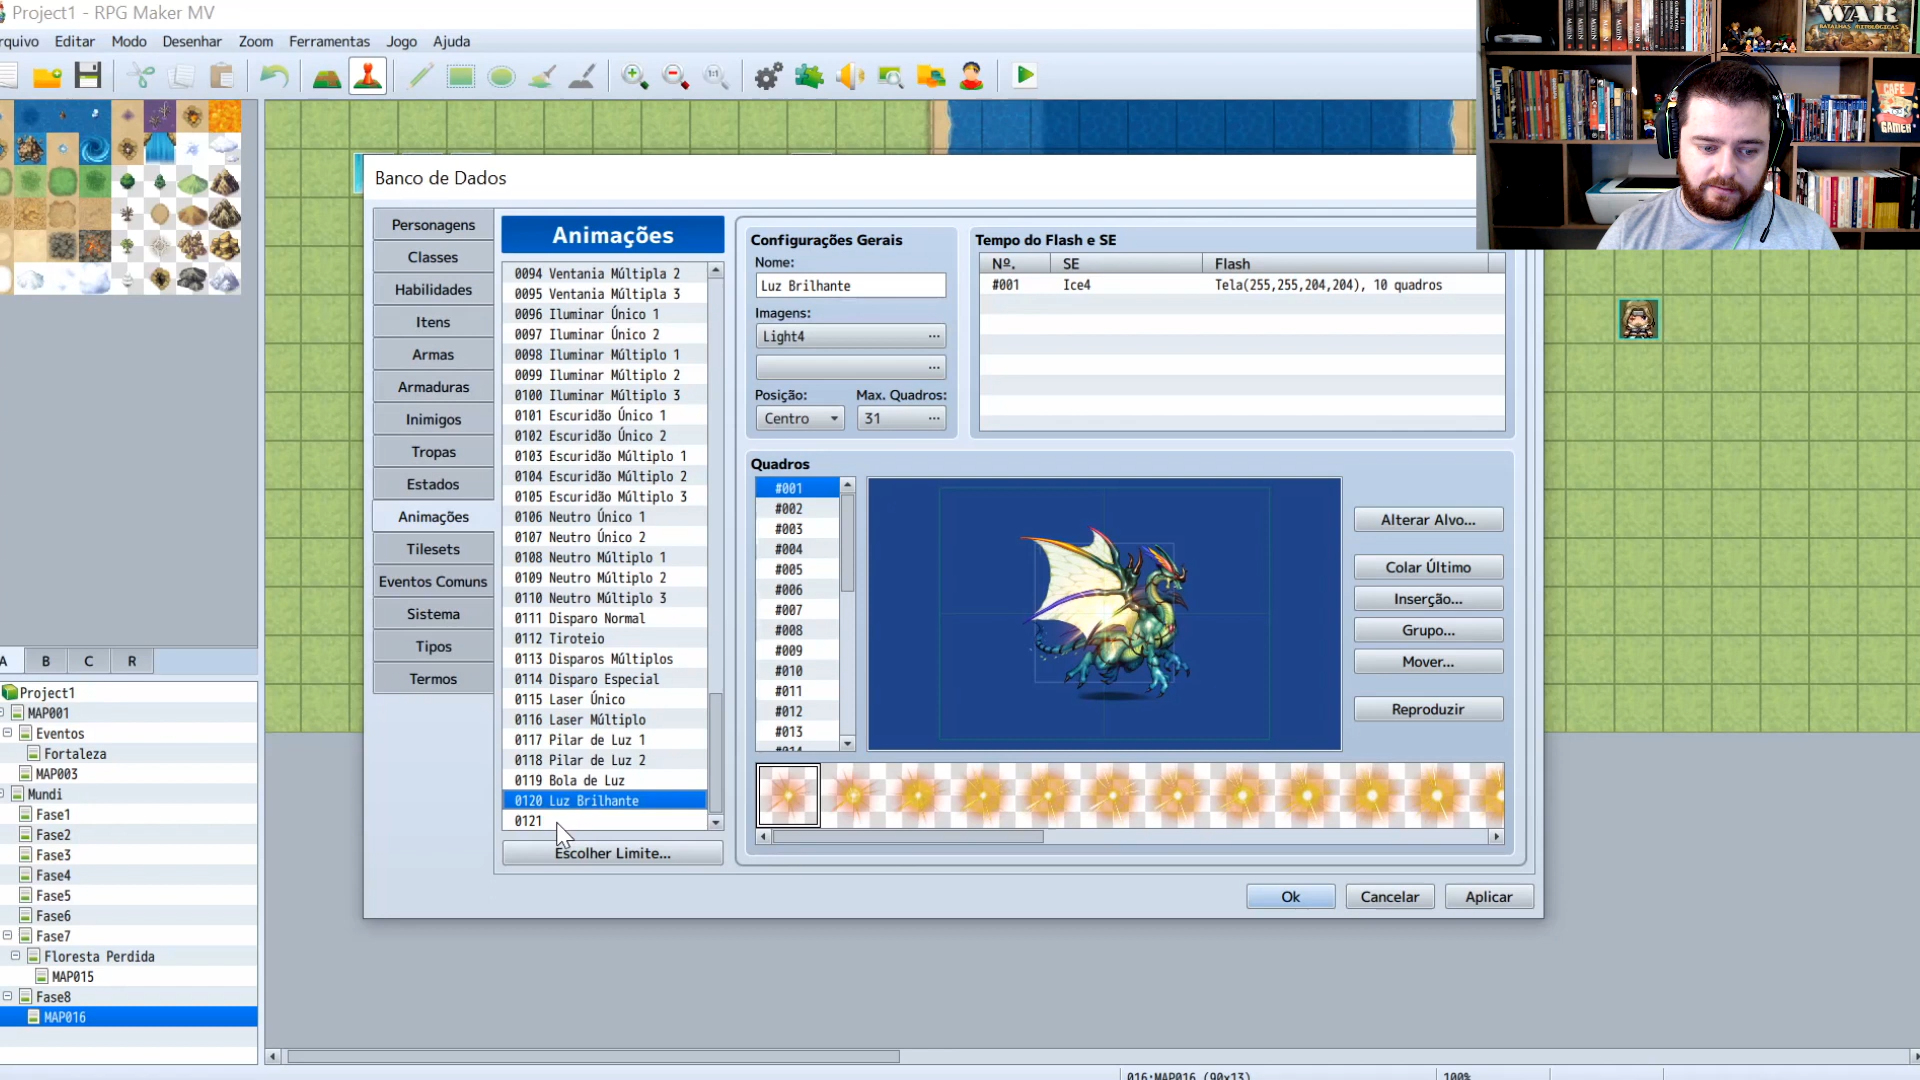 Project1 - RPG Maker MV
rquivo Editar Modo Desenhar Zoom Ferramentas Jogo Ajuda
WAR
CAFE
GAMER
Banco de Dados
Personagens
Classes
Habilidades
Itens
Armas
Armaduras
Inimigos
Tropas
Estados
Animações
Tilesets
Eventos Comuns
Sistema
Tipos
Termos
Animações
0094 Ventania Múltipla 2
0095 Ventania Múltipla 3
0096 Iluminar Único 1
0097 Iluminar Único 2
0098 Iluminar Múltiplo 1
0099 Iluminar Múltiplo 2
0100 Iluminar Múltiplo 3
0101 Escuridão Único 1
0102 Escuridão Único 2
0103 Escuridão Múltiplo 1
0104 Escuridão Múltiplo 2
0105 Escuridão Múltiplo 3
0106 Neutro Único 1
0107 Neutro Único 2
0108 Neutro Múltiplo 1
0109 Neutro Múltiplo 2
0110 Neutro Múltiplo 3
0111 Disparo Normal
0112 Tiroteio
0113 Disparos Múltiplos
0114 Disparo Especial
0115 Laser Único
0116 Laser Múltiplo
0117 Pilar de Luz 1
0118 Pilar de Luz 2
0119 Bola de Luz
0120 Luz Brilhante
0121
Escolher Limite...
Configurações Gerais
Nome:
Luz Brilhante
Imagens:
Light4 ...
...
Posição: Max. Quadros:
Centro 31 ...
Tempo do Flash e SE
Nº. SE Flash
#001 Ice4 Tela(255,255,204,204), 10 quadros
Quadros
#001
#002
#003
#004
#005
#006
#007
#008
#009
#010
#011
#012
#013
#014
Alterar Alvo...
Colar Último
Inserção...
Grupo...
Mover...
Reproduzir
Ok Cancelar Aplicar
A B C R
Project1
MAP001
Eventos
Fortaleza
MAP003
Mundi
Fase1
Fase2
Fase3
Fase4
Fase5
Fase6
Fase7
Floresta Perdida
MAP015
Fase8
MAP016
016:MAP016 (90x13) 100%